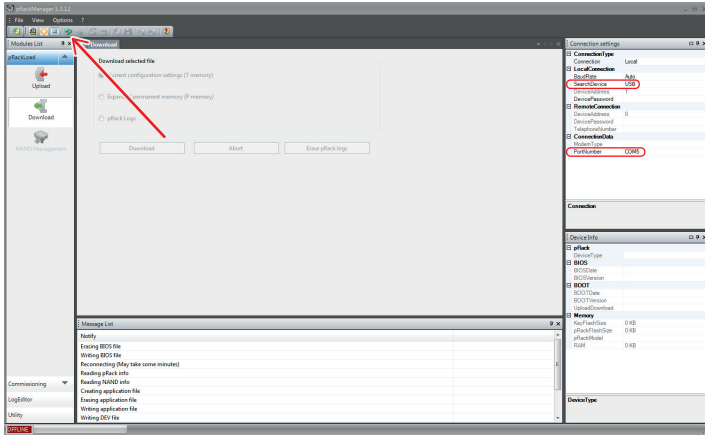 pRackManager 1.3.12
File View Options ?
Modules List
pRackLoad
Upload
Download
NAND Management
Commissioning
LogEditor
Utility
OFFLINE
Download
Download selected file
Current configuration settings (T memory)
Expansion permanent memory (P memory)
pRack Logs
Download Abort Erase pRack logs
Message List
Notify
Erasing BIOS file
Writing BIOS file
Reconnecting (May take some minutes)
Reading pRack info
Reading NAND info
Creating application file
Erasing application file
Writing application file
Writing DEV file
Connection settings
ConnectionType
Connection Local
LocalConnection
BaudRate Auto
SearchDevice USB
DeviceAddress 1
DevicePassword
RemoteConnection
DeviceAddress 0
DevicePassword
TelephoneNumber
ConnectionData
ModemType
PortNumber COM5
Connection
Device Info
pRack
DeviceType
BIOS
BIOSDate
BIOSVersion
BOOT
BOOTDate
BOOTVersion
UploadDownload
Memory
KeyFlashSize 0 KB
pRackFlashSize 0 KB
pRackModel
RAM 0 KB
DeviceType